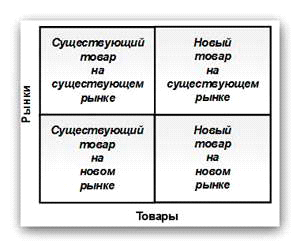 Рынки
Существующий
товар
на
существующем
рынке
Новый
товар
на
существующем
рынке
Существующий
товар
на
новом
рынке
Новый
товар
на
новом
рынке
Товары